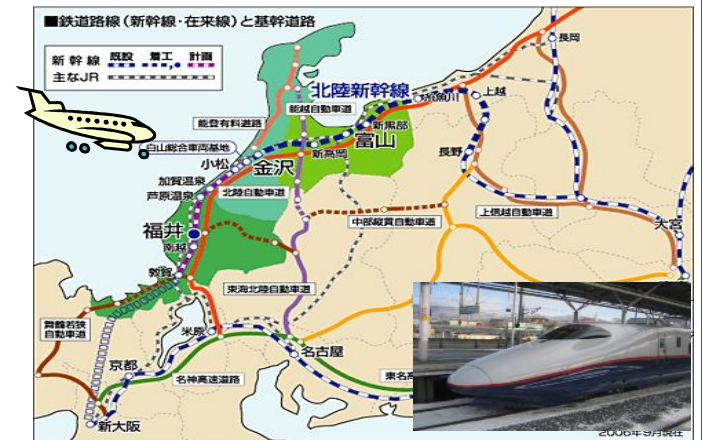 ■鉄道路線（新幹線・在来線）と基幹道路
新幹線 既設 着工 計画
主なJR
長岡
北陸新幹線
能越自動車道
糸魚川
上越
能登有料道路
新黒部
富山
白山総合車両基地
新高岡
長野
小松
金沢
加賀温泉
北陸自動車道
芦原温泉
上信越自動車道
中部縦貫自動車道
大宮
福井
南越
敦賀
東海北陸自動車道
舞鶴若狭
自動車道
米原
名古屋
京都
名神高速道路
東名高
新大阪
2006年9月現在